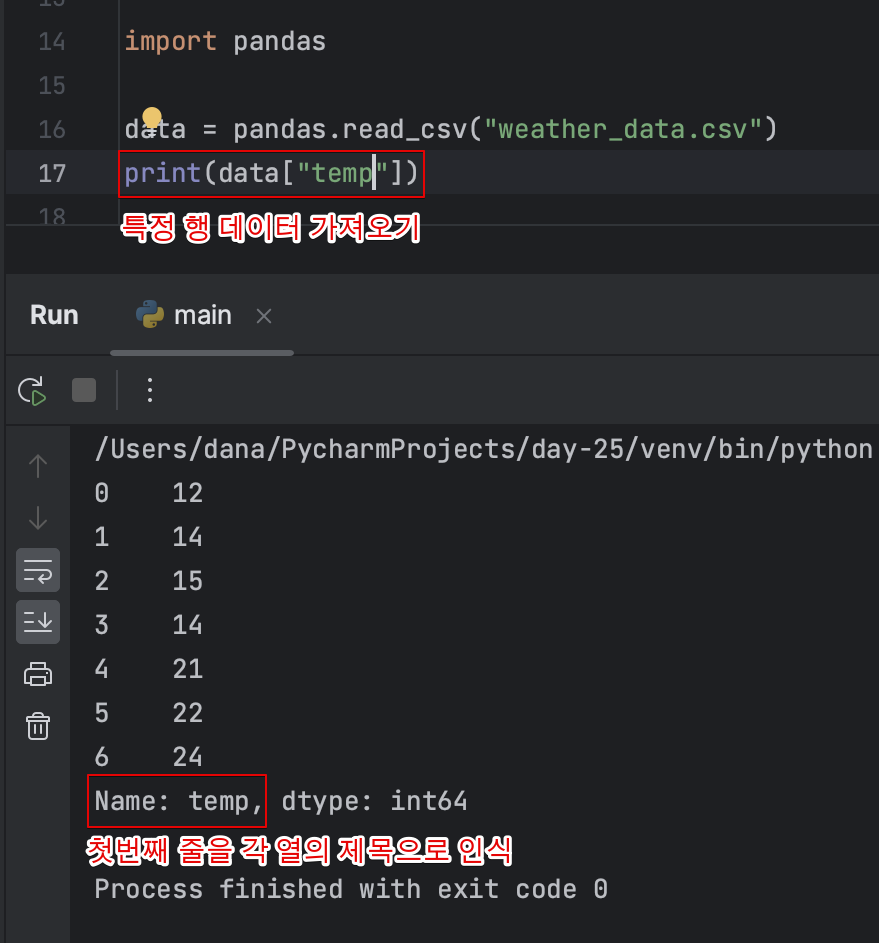 13
14 import pandas
15
16 data = pandas.read_csv("weather_data.csv")
17 print(data["temp"])
18
특정 행 데이터 가져오기
Run main
/Users/dana/PycharmProjects/day-25/venv/bin/python
0 12
1 14
2 15
3 14
4 21
5 22
6 24
Name: temp, dtype: int64
첫번째 줄을 각 열의 제목으로 인식
Process finished with exit code 0